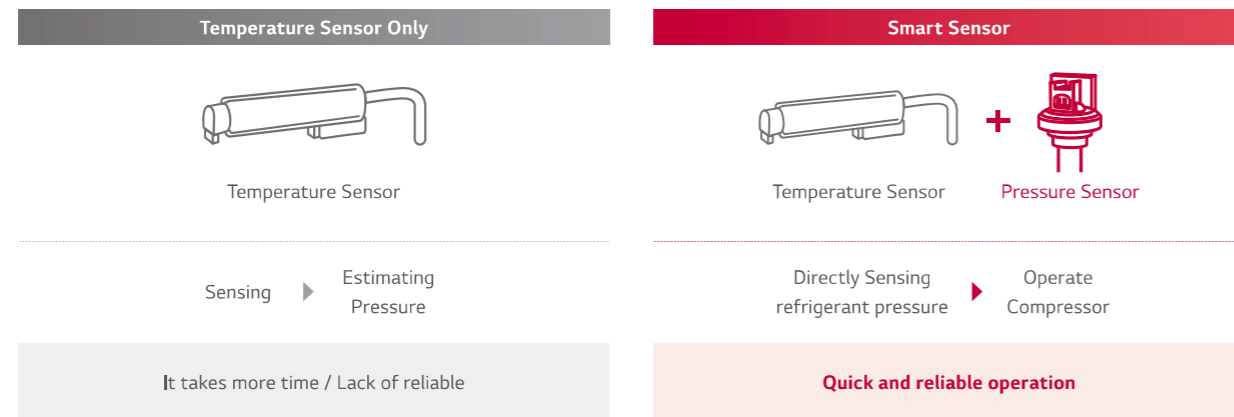 Temperature Sensor Only
Temperature Sensor
Sensing
Estimating
Pressure
It takes more time / Lack of reliable
Smart Sensor
+
Temperature Sensor
Pressure Sensor
Directly Sensing
refrigerant pressure
Operate
Compressor
Quick and reliable operation